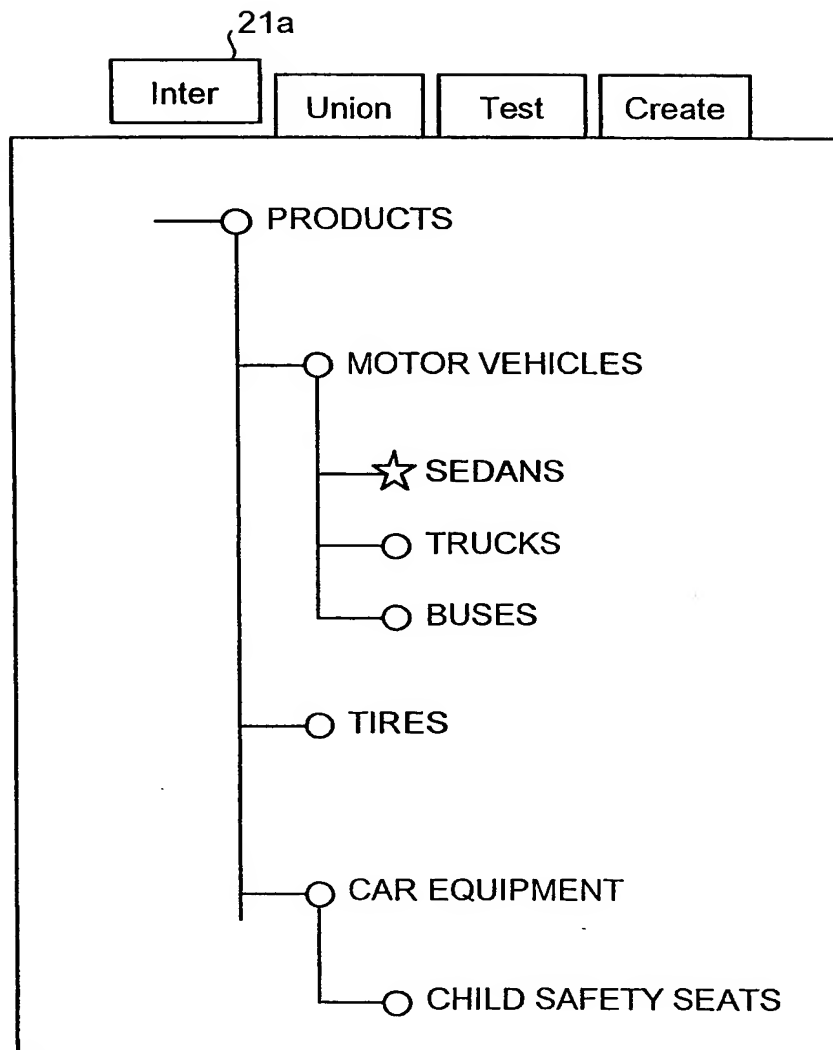 21a
Inter Union Test Create
PRODUCTS
MOTOR VEHICLES
SEDANS
TRUCKS
BUSES
TIRES
CAR EQUIPMENT
CHILD SAFETY SEATS